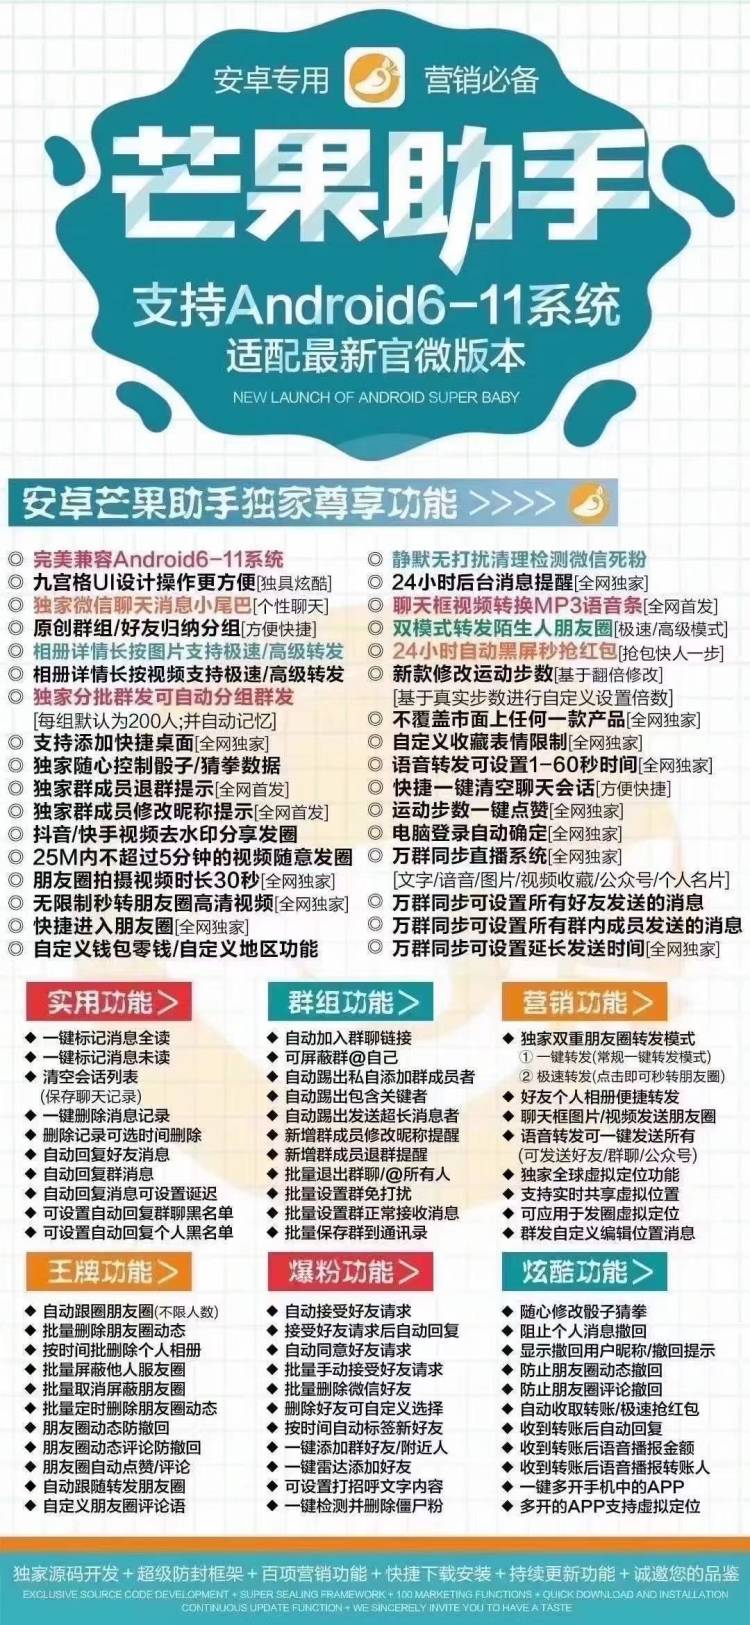 安卓专用 营销必备
芒果助手
支持Android6-11系统
适配最新官微版本
NEW LAUNCH OF ANDROID SUPER BABY
安卓芒果助手独家尊享功能 >>>>
◎ 完美兼容Android6-11系统
◎ 九宫格UI设计操作更方便[独具炫酷]
◎ 独家微信聊天消息小尾巴[个性聊天]
◎ 原创群组/好友归纳分组[方便快捷]
◎ 相册详情长按图片支持极速/高级转发
◎ 相册详情长按视频支持极速/高级转发
◎ 独家分批群发可自动分组群发
[每组默认为200人;并自动记忆]
◎ 支持添加快捷桌面[全网独家]
◎ 独家随心控制骰子/猜拳数据
◎ 独家群成员退群提示[全网首发]
◎ 独家群成员修改昵称提示[全网首发]
◎ 抖音/快手视频去水印分享发圈
◎ 25M内不超过5分钟的视频随意发圈
◎ 朋友圈拍摄视频时长30秒[全网独家]
◎ 无限制秒转朋友圈高清视频[全网独家]
◎ 快捷进入朋友圈[全网独家]
◎ 自定义钱包零钱/自定义地区功能
◎ 静默无打扰清理检测微信死粉
◎ 24小时后台消息提醒[全网独家]
◎ 聊天框视频转换MP3语音条[全网首发]
◎ 双模式转发陌生人朋友圈[极速/高级模式]
◎ 24小时自动黑屏秒抢红包[抢包快人一步]
◎ 新款修改运动步数[基于翻倍修改]
[基于真实步数进行自定义设置倍数]
◎ 不覆盖市面上任何一款产品[全网独家]
◎ 自定义收藏表情限制[全网独家]
◎ 语音转发可设置1-60秒时间[全网独家]
◎ 快捷一键清空聊天会话[方便快捷]
◎ 运动步数一键点赞[全网独家]
◎ 电脑登录自动确定[全网独家]
◎ 万群同步直播系统[全网独家]
[文字/谙音/图片/视频收藏/公众号/个人名片]
◎ 万群同步可设置所有好友发送的消息
◎ 万群同步可设置所有群内成员发送的消息
◎ 万群同步可设置延长发送时间[全网独家]
实用功能>
◆ 一键标记消息全读
◆ 一键标记消息未读
◆ 清空会话列表
(保存聊天记录)
◆ 一键删除消息记录
◆ 删除记录可选时间删除
◆ 自动回复好友消息
◆ 自动回复群消息
◆ 自动回复消息可设置诞迟
◆ 可设置自动回复群聊黑名单
◆ 可设置自动回复个人黑名单
群组功能>
◆ 自动加入群聊链接
◆ 可屏蔽群@自己
◆ 自动踢出私自添加群成员者
◆ 自动踢出包含关键者
◆ 自动踢出发送超长消息者
◆ 新增群成员修改昵称提醒
◆ 新增群成员退群提醒
◆ 批量退出群聊/@所有人
◆ 批量设置群免打扰
◆ 批量设置群正常接收消息
◆ 批量保存群到通讯录
营销功能>
◆ 独家双重朋友圈转发模式
① 一键转发(常规一键转发模式)
② 极速转发(点击即可秒转朋友圈)
◆ 好友个人相册便捷转发
◆ 聊天框图片/视频发送朋友圈
◆ 语音转发可一键发送所有
(可发送好友/群聊/公众号)
◆ 独家全球虚拟定位功能
◆ 支持实时共享虚拟位置
◆ 可应用于发圈虚拟定位
◆ 群发自定义编辑位置消息
王牌功能>
◆ 自动跟圈朋友圈(不限人数)
◆ 批量删除朋友圈动态
◆ 按时间批删除个人相册
◆ 批量屏蔽他人服友圈
◆ 批量取消屏蔽朋友圈
◆ 批量定时删除朋友圈动态
◆ 朋友圈动态防撤回
◆ 朋友圈动态评论防撤回
◆ 朋友圈自动点赞/评论
◆ 自动跟随转发朋友圈
◆ 自定义朋友圈评论语
爆粉功能>
◆ 自动接受好友请求
◆ 接受好友请求后自动回复
◆ 自动同意好友请求
◆ 批量手动接受好友请求
◆ 批量删除微信好友
◆ 删除好友可自定义选择
◆ 按时间自动标签新好友
◆ 一键添加群好友/附近人
◆ 一键雷达添加好友
◆ 可设置打招呼文字内容
◆ 一键检测并删除僵尸粉
炫酷功能>
◆ 随心修改骰子猜拳
◆ 阻止个人消息撤回
◆ 显示撤回用户昵称/撤回提示
◆ 防止朋友圈动态撤回
◆ 防止朋友圈评论撤回
◆ 自动收取转账/极速抢红包
◆ 收到转账后自动回复
◆ 收到转账后语音播报金额
◆ 收到转账后语音播报转账人
◆ 一键多开手机中的APP
◆ 多开的APP支持虚拟定位
独家源码开发+超级防封框架+百项营销功能+快捷下载安装+持续更新功能+诚邀您的品鉴
EXCLUSIVE SOURCE CODE DEVELOPMENT + SUPER SEALING FRAMEWORK + 100 MARKETING FUNCTIONS + QUICK DOWNLOAD AND INSTALLATION
CONTINUOUS UPDATE FUNCTION + WE SINCERELY INVITE YOU TO HAVE A TASTE